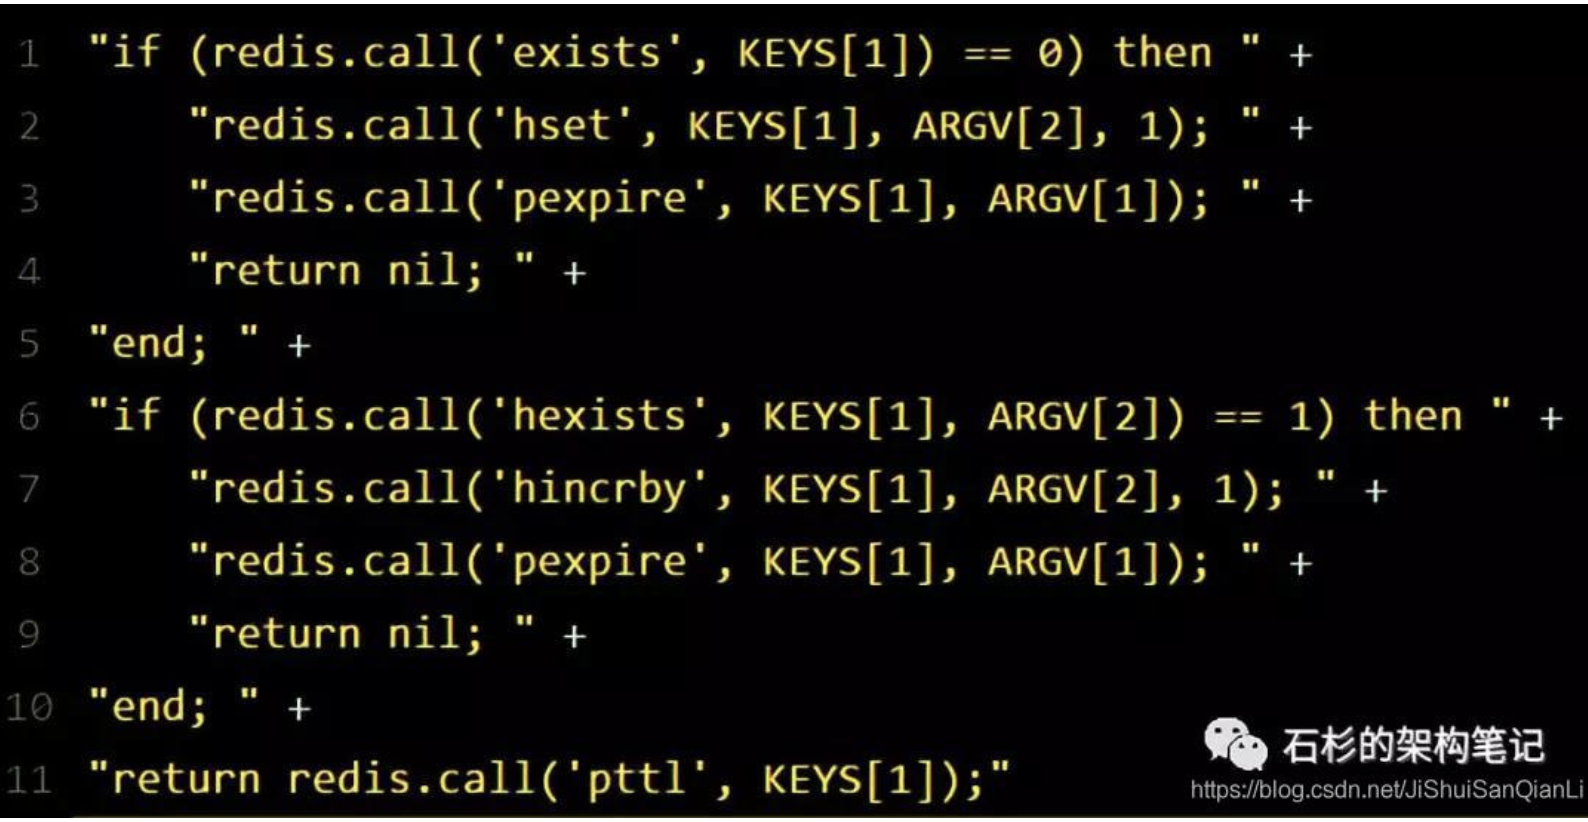 1 "if (redis.call('exists', KEYS[1]) == 0) then " +
2 "redis.call('hset', KEYS[1], ARGV[2], 1); " +
3 "redis.call('pexpire', KEYS[1], ARGV[1]); " +
4 "return nil; " +
5 "end; " +
6 "if (redis.call('hexists', KEYS[1], ARGV[2]) == 1) then " +
7 "redis.call('hincrby', KEYS[1], ARGV[2], 1); " +
8 "redis.call('pexpire', KEYS[1], ARGV[1]); " +
9 "return nil; " +
10 "end; " +
11 "return redis.call('pttl', KEYS[1]);"
石杉的架构笔记
https://blog.csdn.net/JiShuiSanQianLi